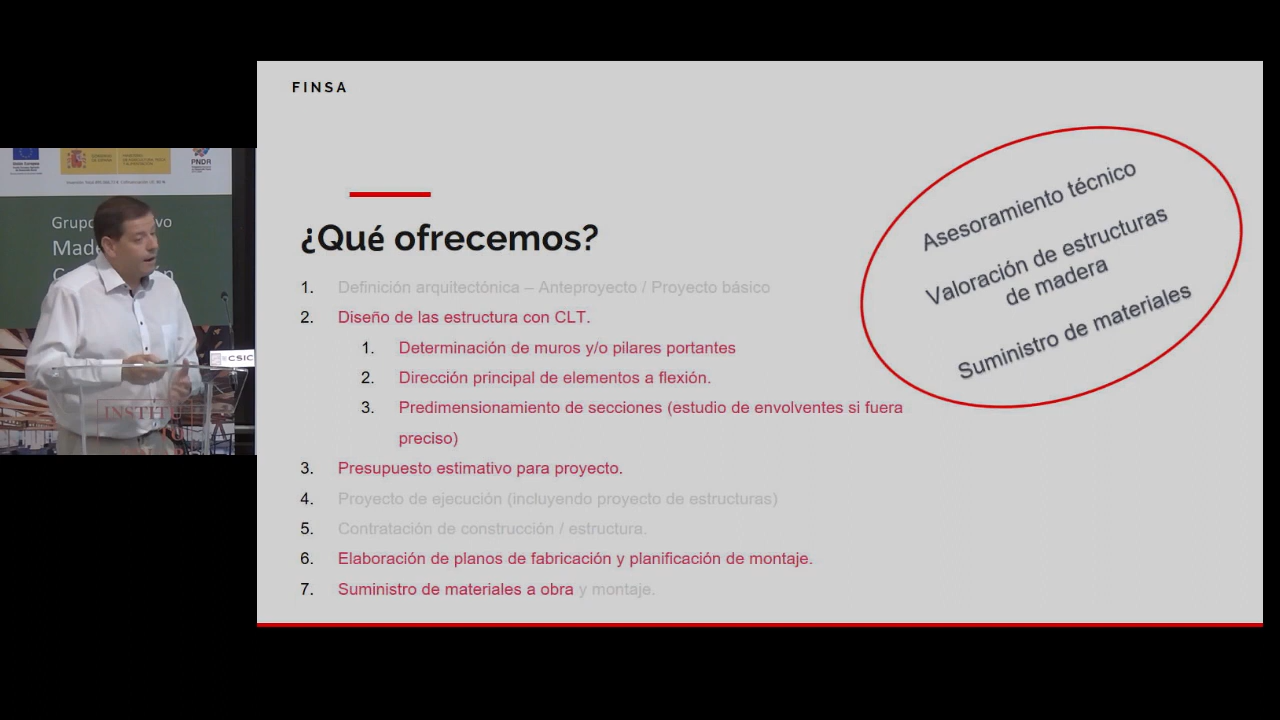 FINSA
¿Qué ofrecemos?
1. Definición arquitectónica – Anteproyecto / Proyecto básico
2. Diseño de las estructura con CLT.
1. Determinación de muros y/o pilares portantes
2. Dirección principal de elementos a flexión.
3. Predimensionamiento de secciones (estudio de envolventes si fuera
preciso)
3. Presupuesto estimativo para proyecto.
4. Proyecto de ejecución (incluyendo proyecto de estructuras)
5. Contratación de construcción / estructura.
6. Elaboración de planos de fabricación y planificación de montaje.
7. Suministro de materiales a obra y montaje.
Asesoramiento técnico
Valoración de estructuras
de madera
Suministro de materiales
PNDR
CSIC
INSTITU
TO